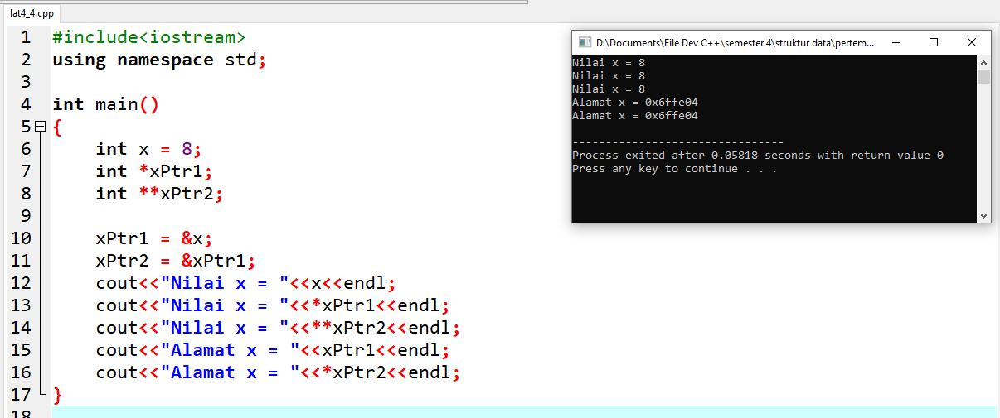 lat4_4.cpp
1 #include<iostream>
2 using namespace std;
3
4 int main()
5 {
6 int x = 8;
7 int *xPtr1;
8 int **xPtr2;
9
10 xPtr1 = &x;
11 xPtr2 = &xPtr1;
12 cout<<"Nilai x = "<<x<<endl;
13 cout<<"Nilai x = "<<*xPtr1<<endl;
14 cout<<"Nilai x = "<<**xPtr2<<endl;
15 cout<<"Alamat x = "<<xPtr1<<endl;
16 cout<<"Alamat x = "<<*xPtr2<<endl;
17 }
18
D:\Documents\File Dev C++\semester 4\struktur data\pertem...
Nilai x = 8
Nilai x = 8
Nilai x = 8
Alamat x = 0x6ffe04
Alamat x = 0x6ffe04
--------------------------------
Process exited after 0.05818 seconds with return value 0
Press any key to continue . . .